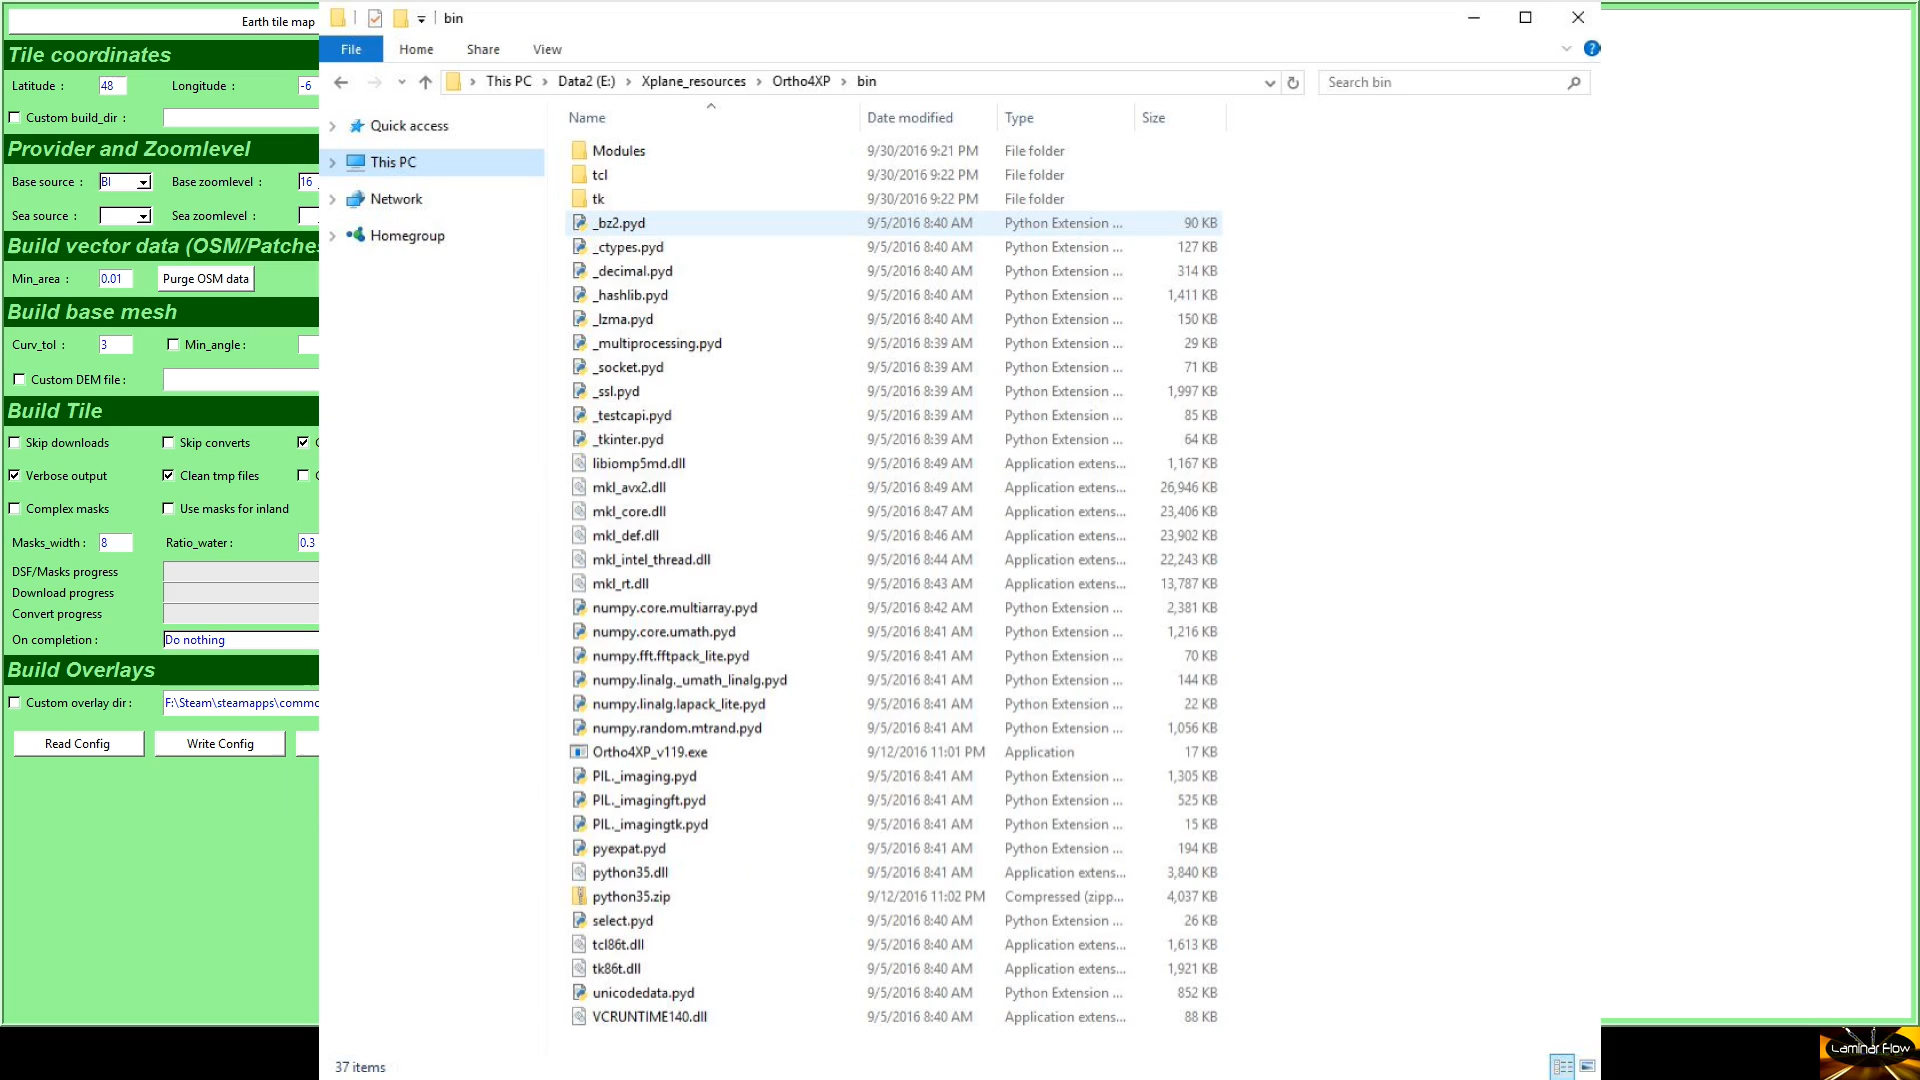 Earth tile map
Tile coordinates
Latitude : 48 Longitude : -6
Custom build_dir :
Provider and Zoomlevel
Base source : BI Base zoomlevel : 16
Sea source : Sea zoomlevel :
Build vector data (OSM/Patches
Min_area : 0.01 Purge OSM data
Build base mesh
Curv_tol : 3 Min_angle :
Custom DEM file :
Build Tile
Skip downloads Skip converts
Verbose output Clean tmp files
Complex masks Use masks for inland
Masks_width : 8 Ratio_water : 0.3
DSF/Masks progress
Download progress
Convert progress
On completion : Do nothing
Build Overlays
Custom overlay dir : F:\Steam\steamapps\commo
Read Config Write Config
bin
File Home Share View
This PC Data2 (E:) Xplane_resources Ortho4XP bin
Search bin
Quick access
This PC
Network
Homegroup
Name Date modified Type Size
Modules 9/30/2016 9:21 PM File folder
tcl 9/30/2016 9:22 PM File folder
tk 9/30/2016 9:22 PM File folder
_bz2.pyd 9/5/2016 8:40 AM Python Extension ... 90 KB
_ctypes.pyd 9/5/2016 8:40 AM Python Extension ... 127 KB
_decimal.pyd 9/5/2016 8:40 AM Python Extension ... 314 KB
_hashlib.pyd 9/5/2016 8:40 AM Python Extension ... 1,411 KB
_lzma.pyd 9/5/2016 8:40 AM Python Extension ... 150 KB
_multiprocessing.pyd 9/5/2016 8:39 AM Python Extension ... 29 KB
_socket.pyd 9/5/2016 8:39 AM Python Extension ... 71 KB
_ssl.pyd 9/5/2016 8:39 AM Python Extension ... 1,997 KB
_testcapi.pyd 9/5/2016 8:39 AM Python Extension ... 85 KB
_tkinter.pyd 9/5/2016 8:39 AM Python Extension ... 64 KB
libiomp5md.dll 9/5/2016 8:49 AM Application extens... 1,167 KB
mkl_avx2.dll 9/5/2016 8:49 AM Application extens... 26,946 KB
mkl_core.dll 9/5/2016 8:47 AM Application extens... 23,406 KB
mkl_def.dll 9/5/2016 8:46 AM Application extens... 23,902 KB
mkl_intel_thread.dll 9/5/2016 8:44 AM Application extens... 22,243 KB
mkl_rt.dll 9/5/2016 8:43 AM Application extens... 13,787 KB
numpy.core.multiarray.pyd 9/5/2016 8:42 AM Python Extension ... 2,381 KB
numpy.core.umath.pyd 9/5/2016 8:41 AM Python Extension ... 1,216 KB
numpy.fft.fftpack_lite.pyd 9/5/2016 8:41 AM Python Extension ... 70 KB
numpy.linalg._umath_linalg.pyd 9/5/2016 8:41 AM Python Extension ... 144 KB
numpy.linalg.lapack_lite.pyd 9/5/2016 8:41 AM Python Extension ... 22 KB
numpy.random.mtrand.pyd 9/5/2016 8:41 AM Python Extension ... 1,056 KB
Ortho4XP_v119.exe 9/12/2016 11:01 PM Application 17 KB
PIL._imaging.pyd 9/5/2016 8:41 AM Python Extension ... 1,305 KB
PIL._imagingft.pyd 9/5/2016 8:41 AM Python Extension ... 525 KB
PIL._imagingtk.pyd 9/5/2016 8:41 AM Python Extension ... 15 KB
pyexpat.pyd 9/5/2016 8:41 AM Python Extension ... 194 KB
python35.dll 9/5/2016 8:41 AM Application extens... 3,840 KB
python35.zip 9/12/2016 11:02 PM Compressed (zipp... 4,037 KB
select.pyd 9/5/2016 8:40 AM Python Extension ... 26 KB
tcl86t.dll 9/5/2016 8:40 AM Application extens... 1,613 KB
tk86t.dll 9/5/2016 8:40 AM Application extens... 1,921 KB
unicodedata.pyd 9/5/2016 8:40 AM Python Extension ... 852 KB
VCRUNTIME140.dll 9/5/2016 8:40 AM Application extens... 88 KB
37 items
Laminar Flow